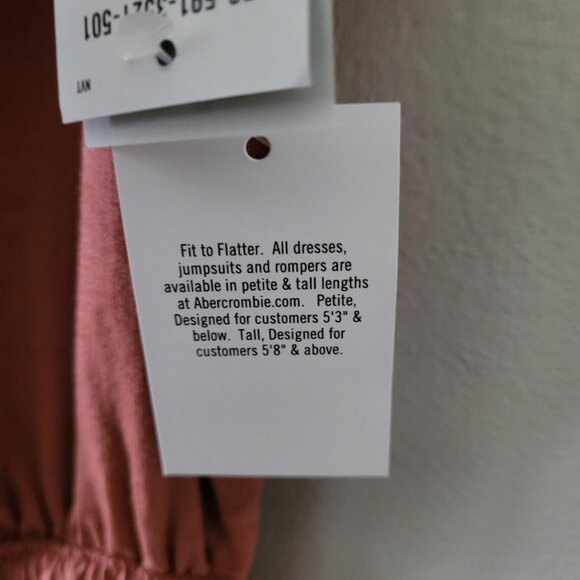 NVT
Fit to Flatter. All dresses,
jumpsuits and rompers are
available in petite & tall lengths
at Abercrombie.com. Petite,
Designed for customers 5'3" &
below. Tall, Designed for
customers 5'8" & above.